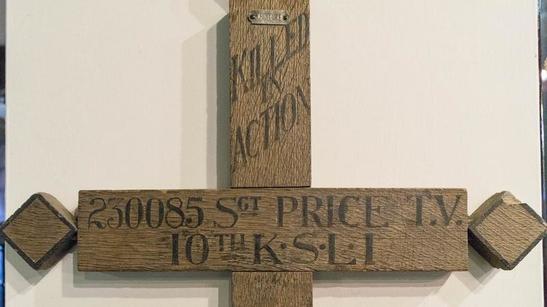 KILLED
IN
ACTION
230085 SGT PRICE T.V.
10TH K·S·L·I